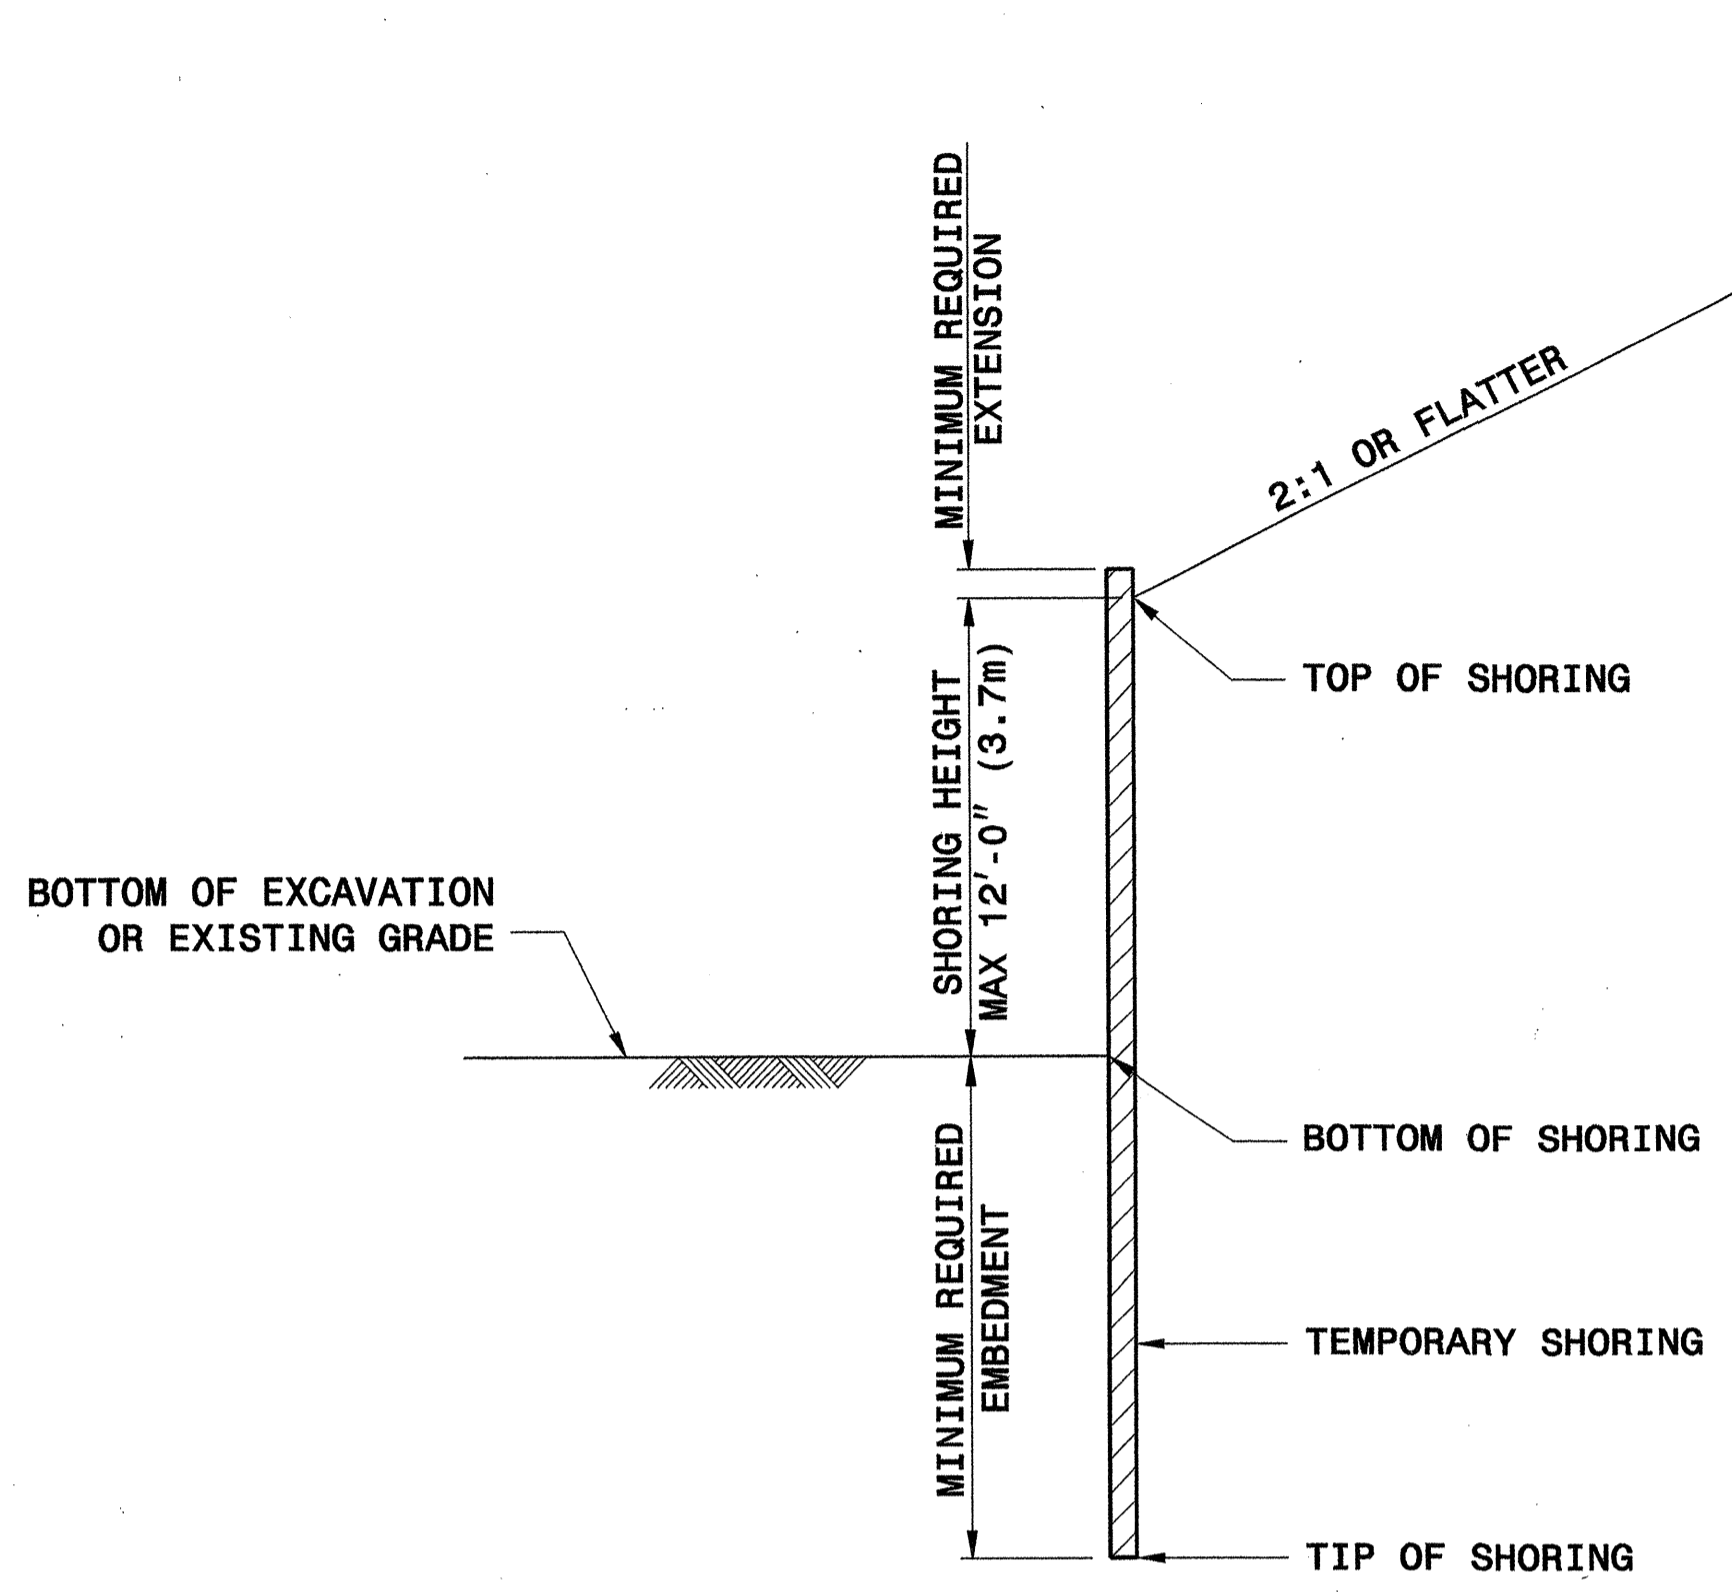 MINIMUM REQUIRED
EXTENSION
2:1 OR FLATTER
TOP OF SHORING
SHORING HEIGHT
MAX 12'-0" (3.7m)
BOTTOM OF EXCAVATION
OR EXISTING GRADE
BOTTOM OF SHORING
MINIMUM REQUIRED
EMBEDMENT
TEMPORARY SHORING
TIP OF SHORING